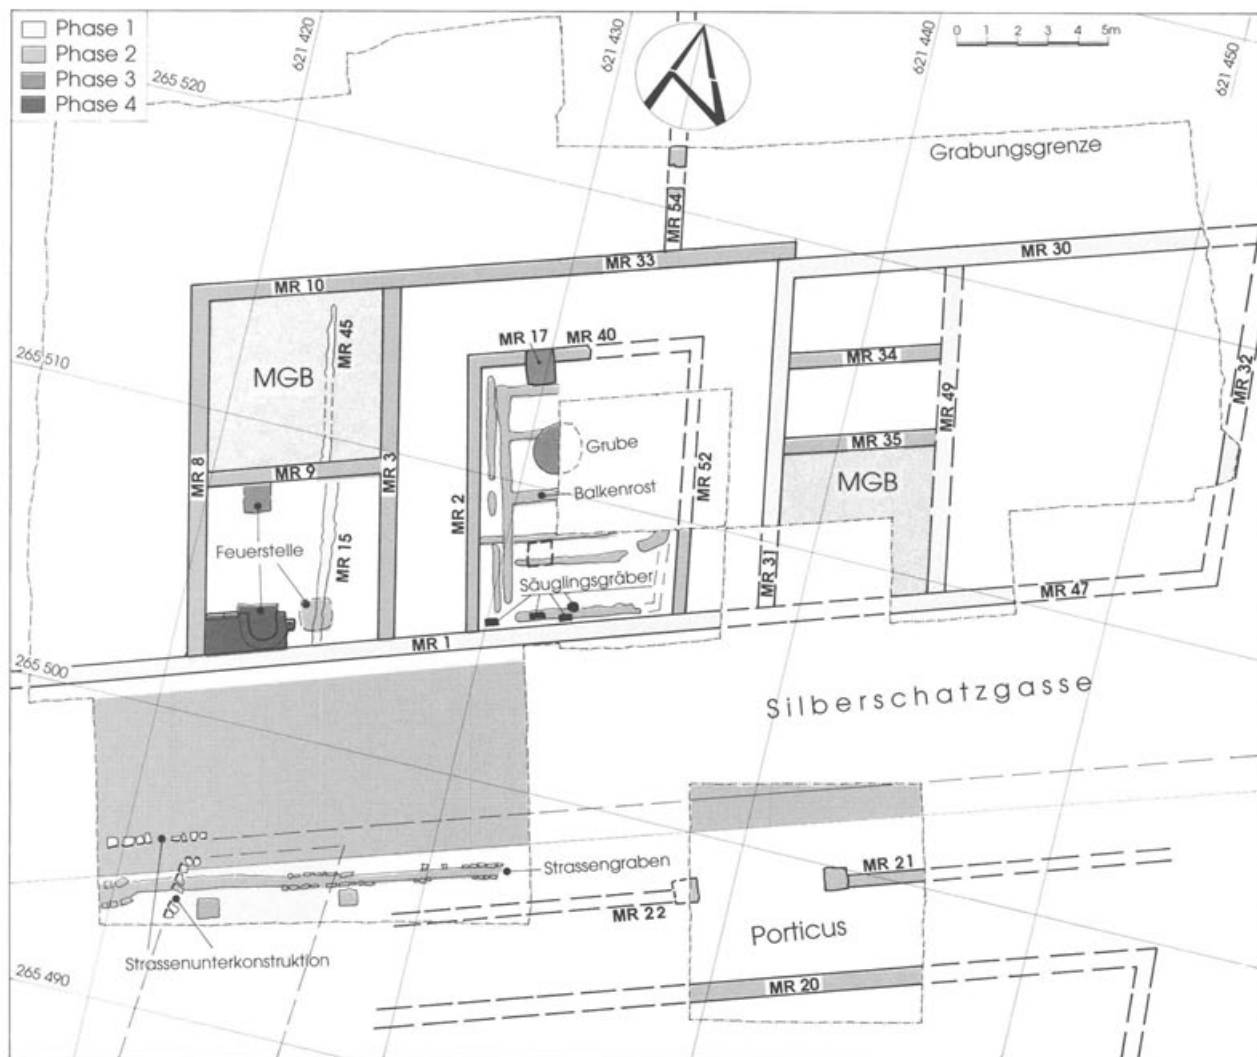 Phase 1
Phase 2
Phase 3
Phase 4
621 420
621 430
621 440
621 450
0 1 2 3 4 5m
265 520
Grabungsgrenze
MR 54
MR 30
MR 33
MR 10
MR 45
MR 17
MR 40
MR 34
MR 32
265 510
MGB
MR 49
Grube
MR 35
MR 8
MR 9
MR 3
MR 2
MR 52
Balkenrost
MGB
Feuerstelle
MR 15
Säuglingsgräber
MR 31
MR 47
MR 1
265 500
Silberschatzgasse
Strassengraben
MR 21
MR 22
Porticus
Strassenunterkonstruktion
265 490
MR 20